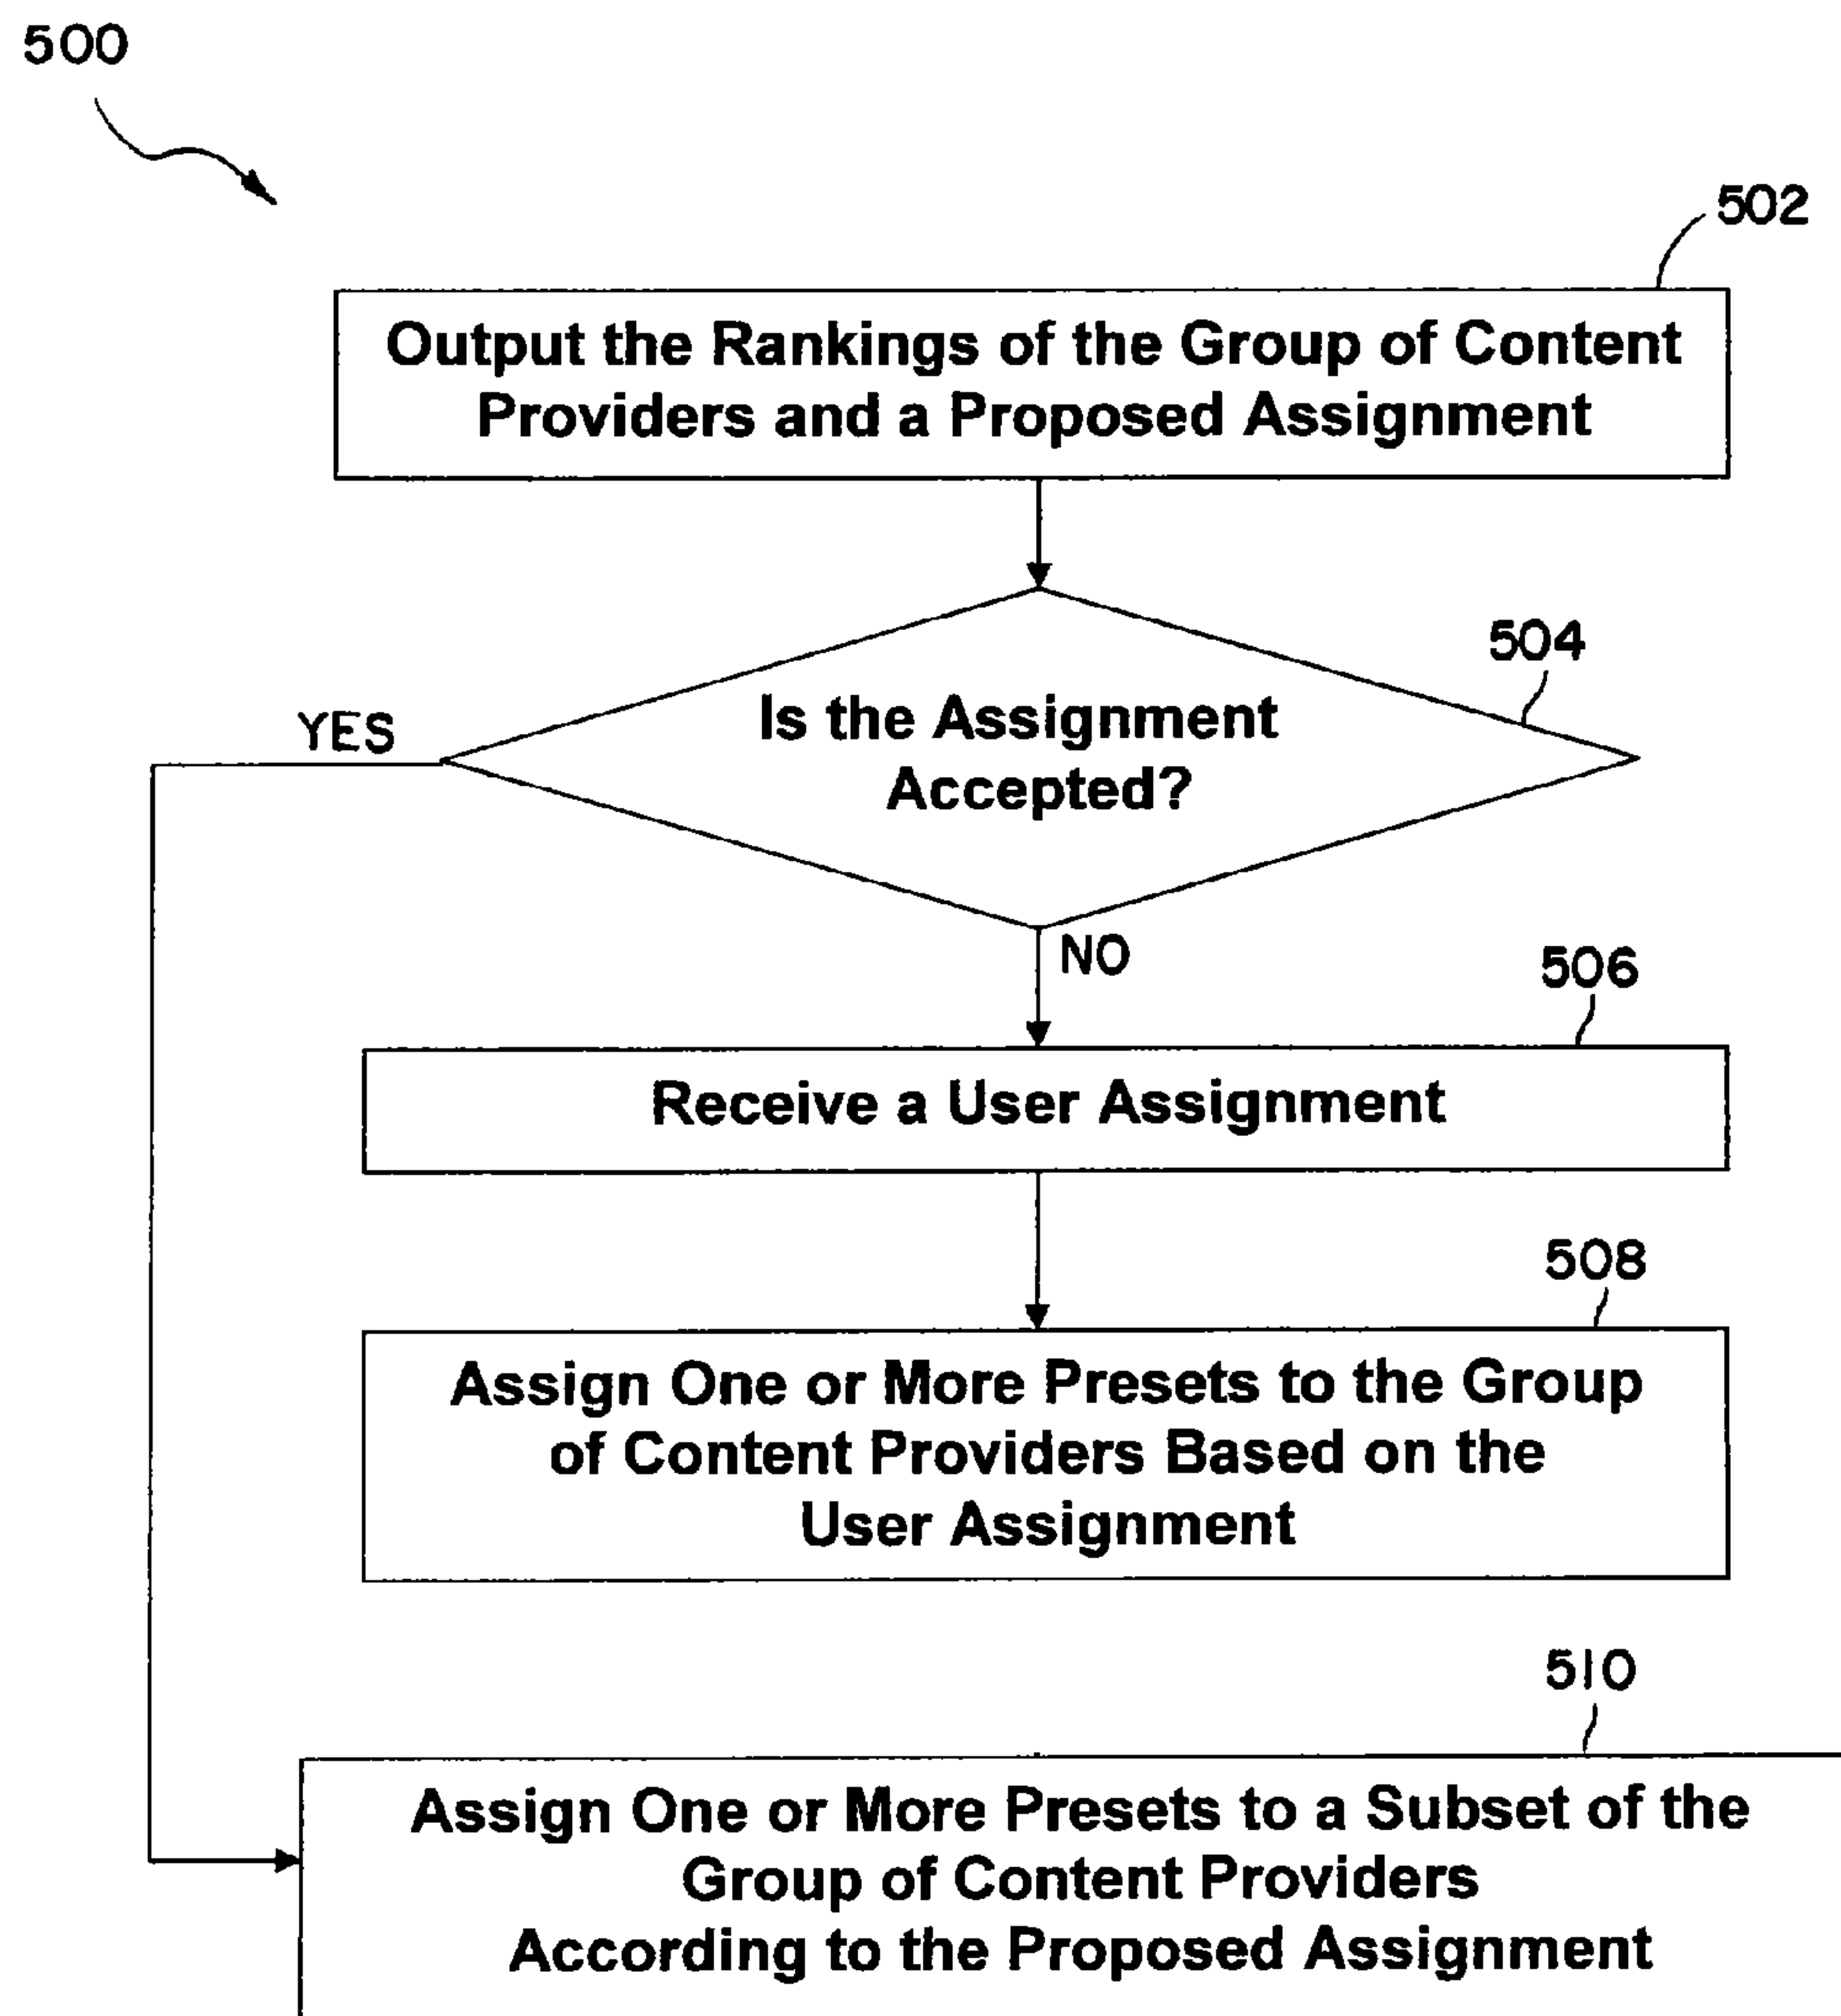 500
502
Output the Rankings of the Group of Content
Providers and a Proposed Assignment
504
Is the Assignment
Accepted?
YES
NO
506
Receive a User Assignment
508
Assign One or More Presets to the Group
of Content Providers Based on the
User Assignment
510
Assign One or More Presets to a Subset of the
Group of Content Providers
According to the Proposed Assignment